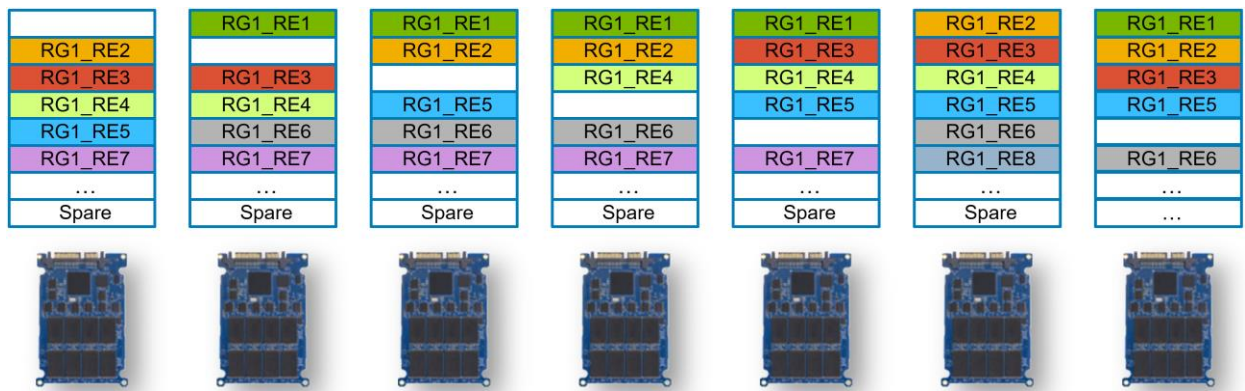 RG1_RE1 RG1_RE1 RG1_RE1 RG1_RE1 RG1_RE2 RG1_RE1
RG1_RE2 RG1_RE2 RG1_RE2 RG1_RE3 RG1_RE3 RG1_RE2
RG1_RE3 RG1_RE3 RG1_RE4 RG1_RE4 RG1_RE4 RG1_RE3
RG1_RE4 RG1_RE4 RG1_RE5 RG1_RE5 RG1_RE5 RG1_RE5
RG1_RE5 RG1_RE6 RG1_RE6 RG1_RE6 RG1_RE6
RG1_RE7 RG1_RE7 RG1_RE7 RG1_RE7 RG1_RE7 RG1_RE8 RG1_RE6
… … … … … … …
Spare Spare Spare Spare Spare Spare …